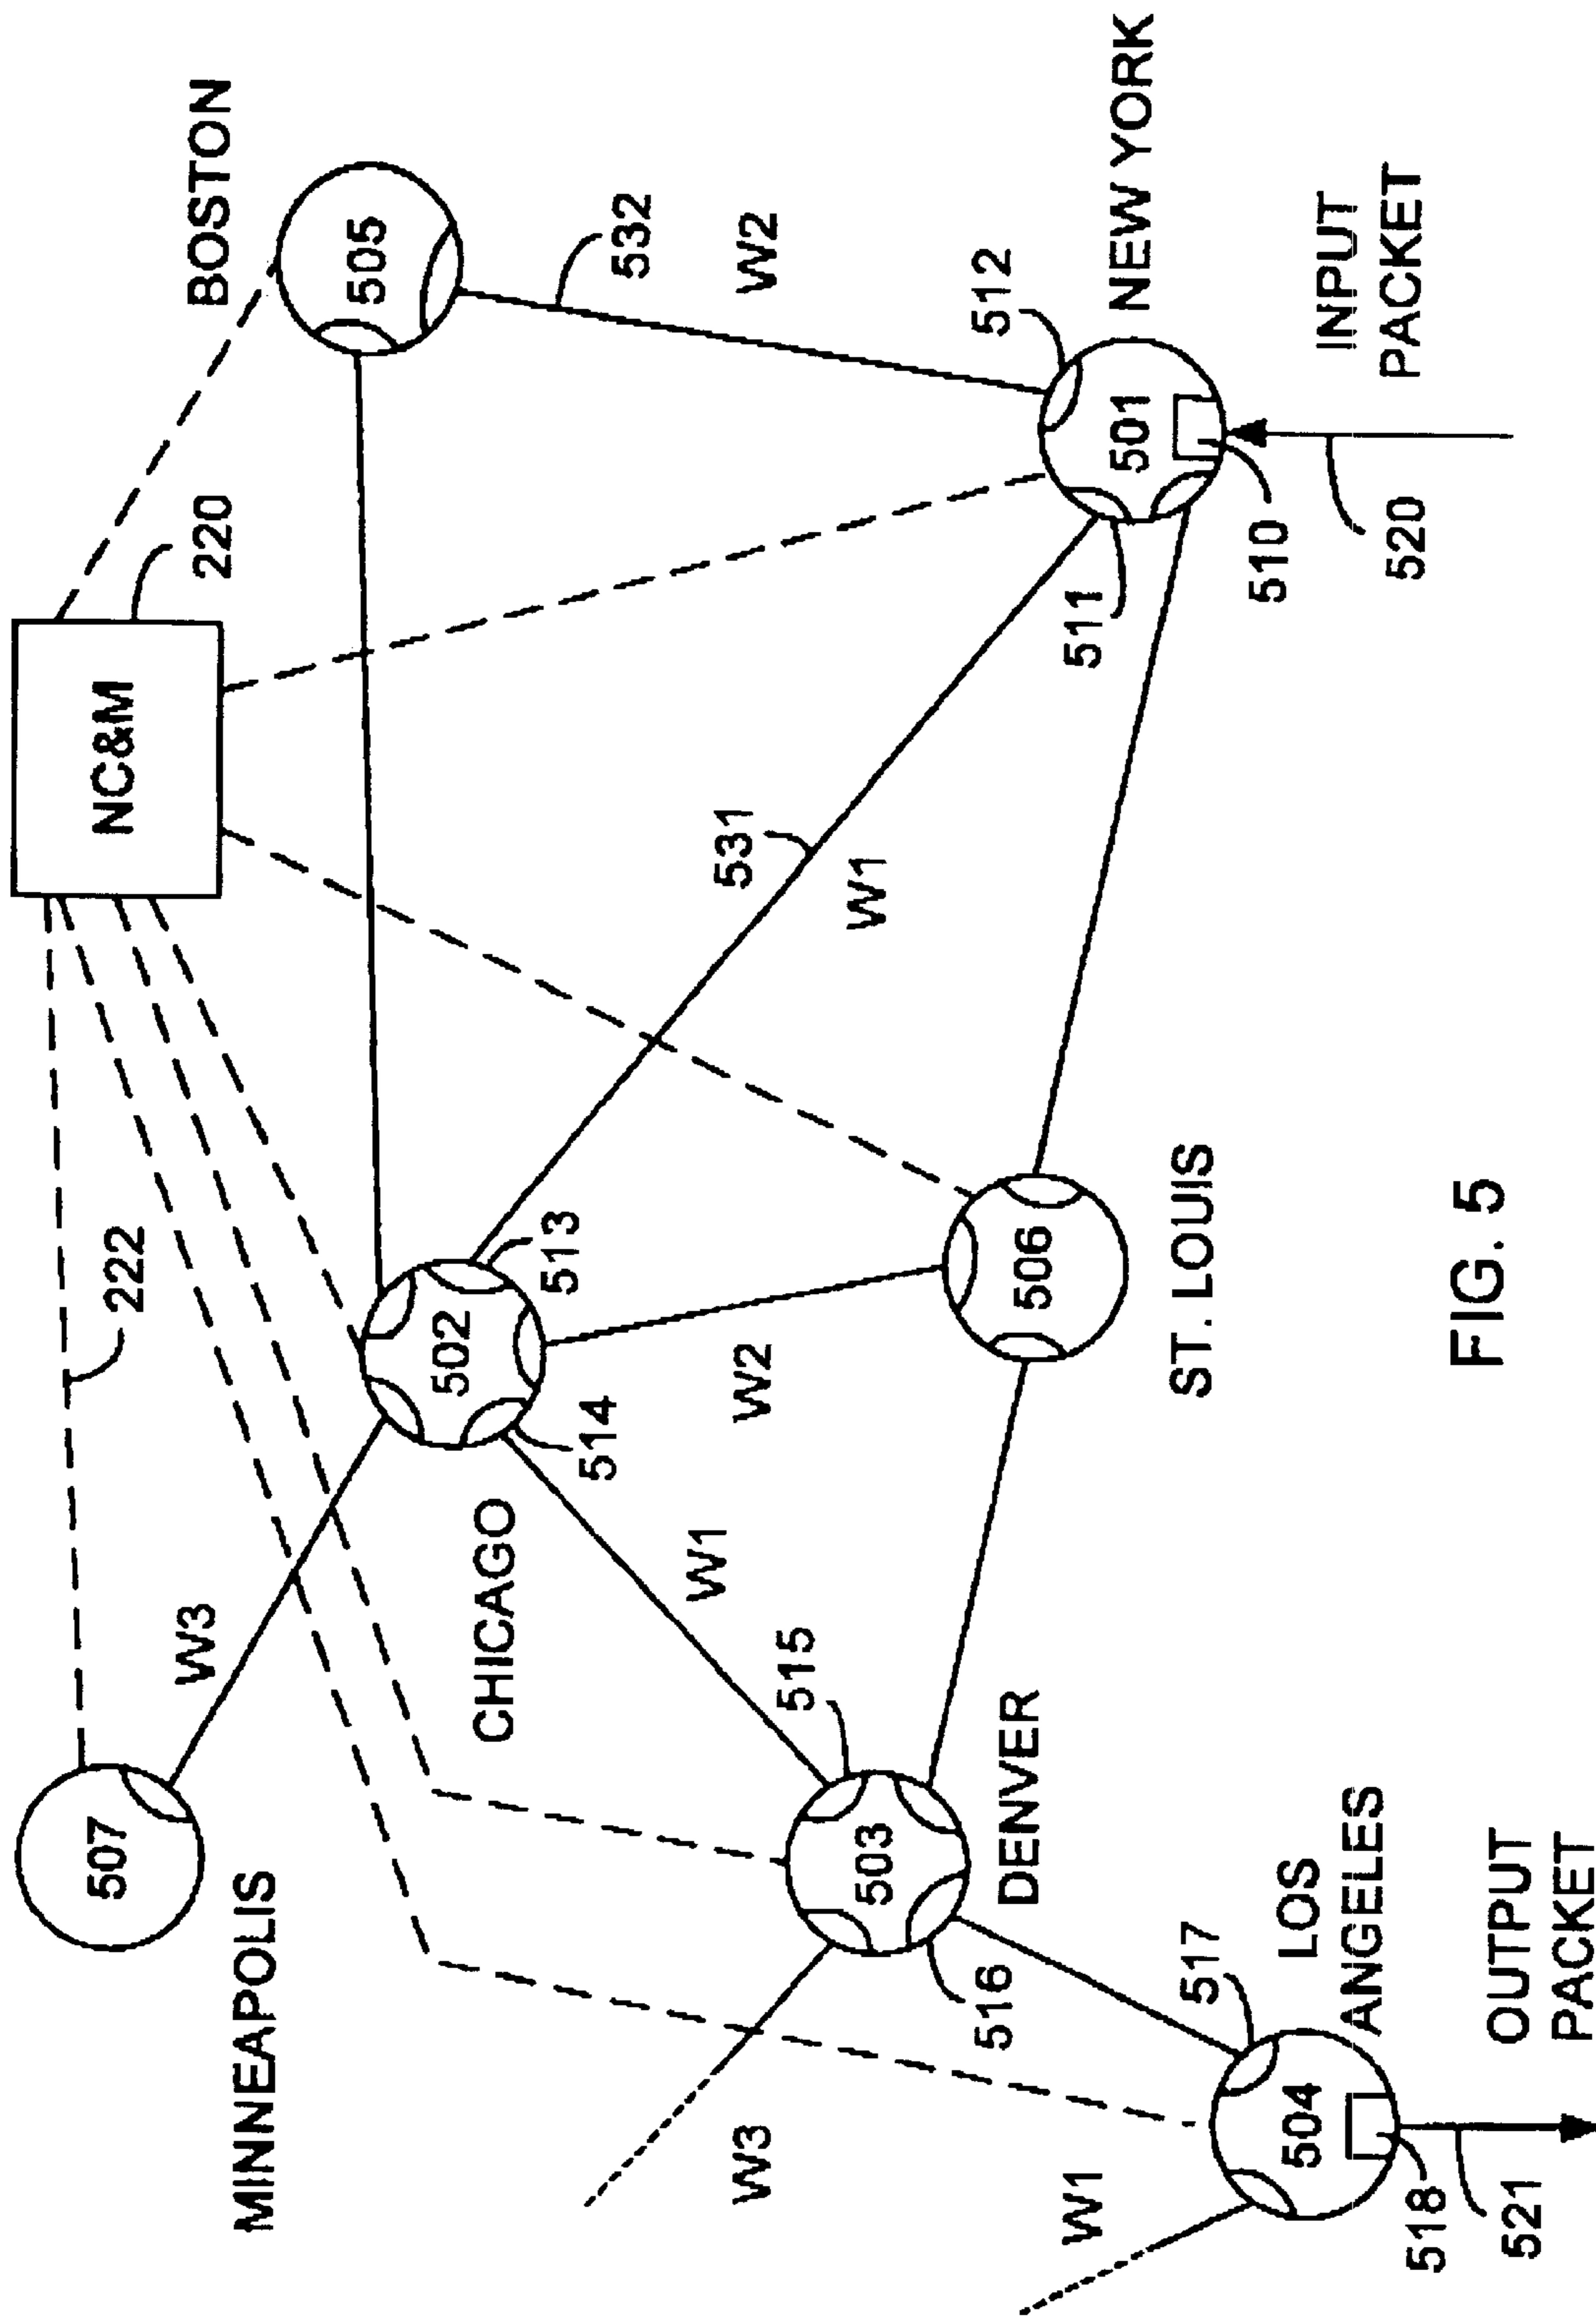 NC&M
220
222
MINNEAPOLIS
507
W3
BOSTON
505
532
W2
CHICAGO
502
513
514
531
W1
W1
W2
W3
515
503
516
DENVER
ST. LOUIS
506
512
511
501
NEW YORK
510
520
INPUT
PACKET
W1
517
504
518
LOS
ANGELES
521
OUTPUT
PACKET
FIG. 5